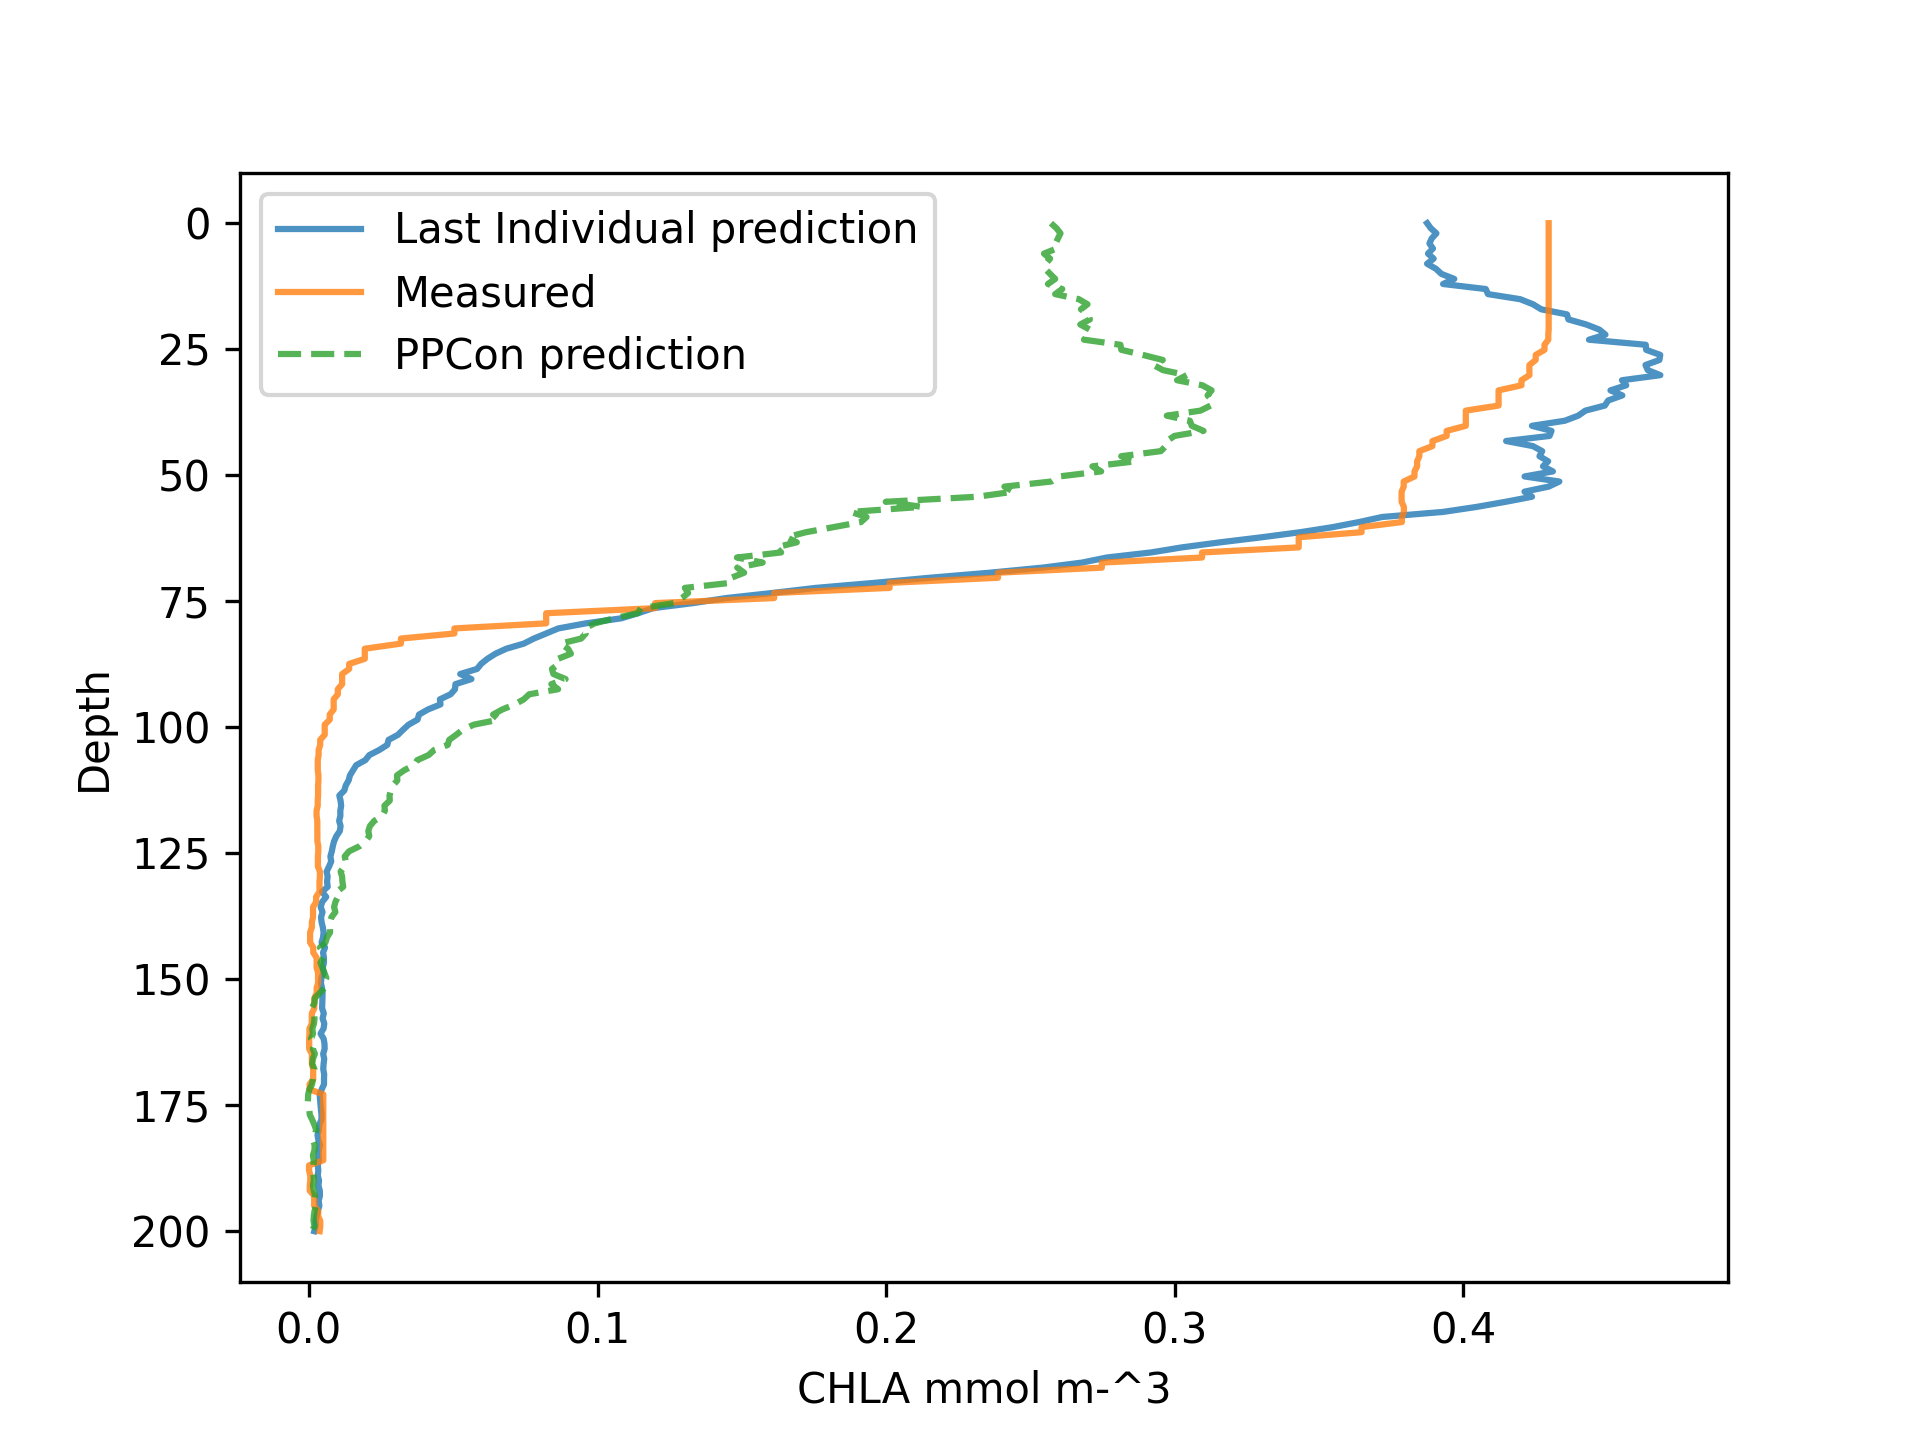 Last Individual prediction
Measured
PPCon prediction
0
25
50
75
100
125
150
175
200
Depth
0.0 0.1 0.2 0.3 0.4
CHLA mmol m-^3